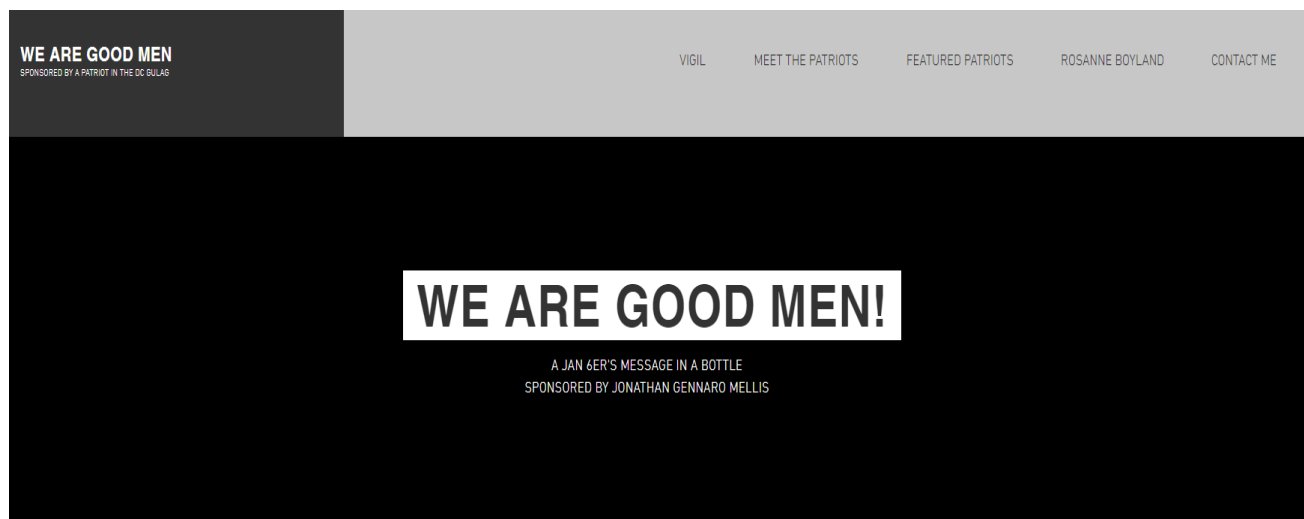 WE ARE GOOD MEN
SPONSORED BY A PATRIOT IN THE DC GULAG
VIGIL
MEET THE PATRIOTS
FEATURED PATRIOTS
ROSANNE BOYLAND
CONTACT ME
WE ARE GOOD MEN!
A JAN 6ER'S MESSAGE IN A BOTTLE
SPONSORED BY JONATHAN GENNARO MELLIS